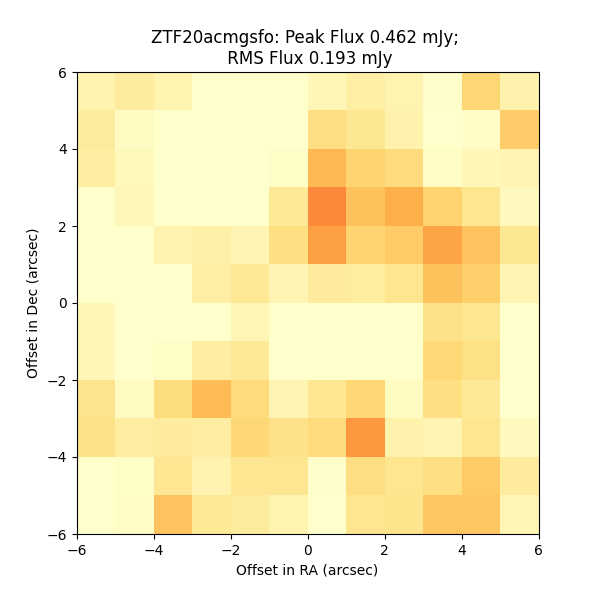 ZTF20acmgsfo: Peak Flux 0.462 mJy;
RMS Flux 0.193 mJy
6
4
2
0
−2
−4
−6
Offset in Dec (arcsec)
−6 −4 −2 0 2 4 6
Offset in RA (arcsec)